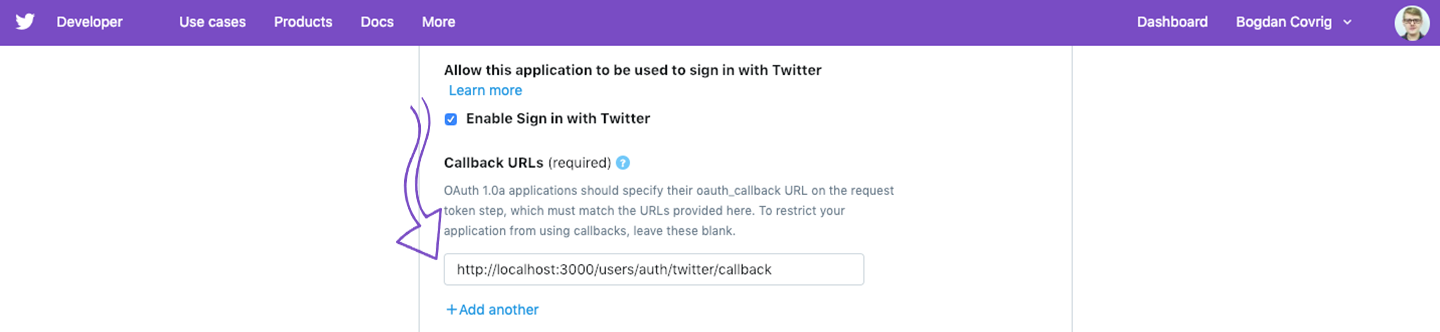 Developer Use cases Products Docs More Dashboard Bogdan Covrig
Allow this application to be used to sign in with Twitter
Learn more
Enable Sign in with Twitter
Callback URLs (required) ?
OAuth 1.0a applications should specify their oauth_callback URL on the request
token step, which must match the URLs provided here. To restrict your
application from using callbacks, leave these blank.
http://localhost:3000/users/auth/twitter/callback
+Add another